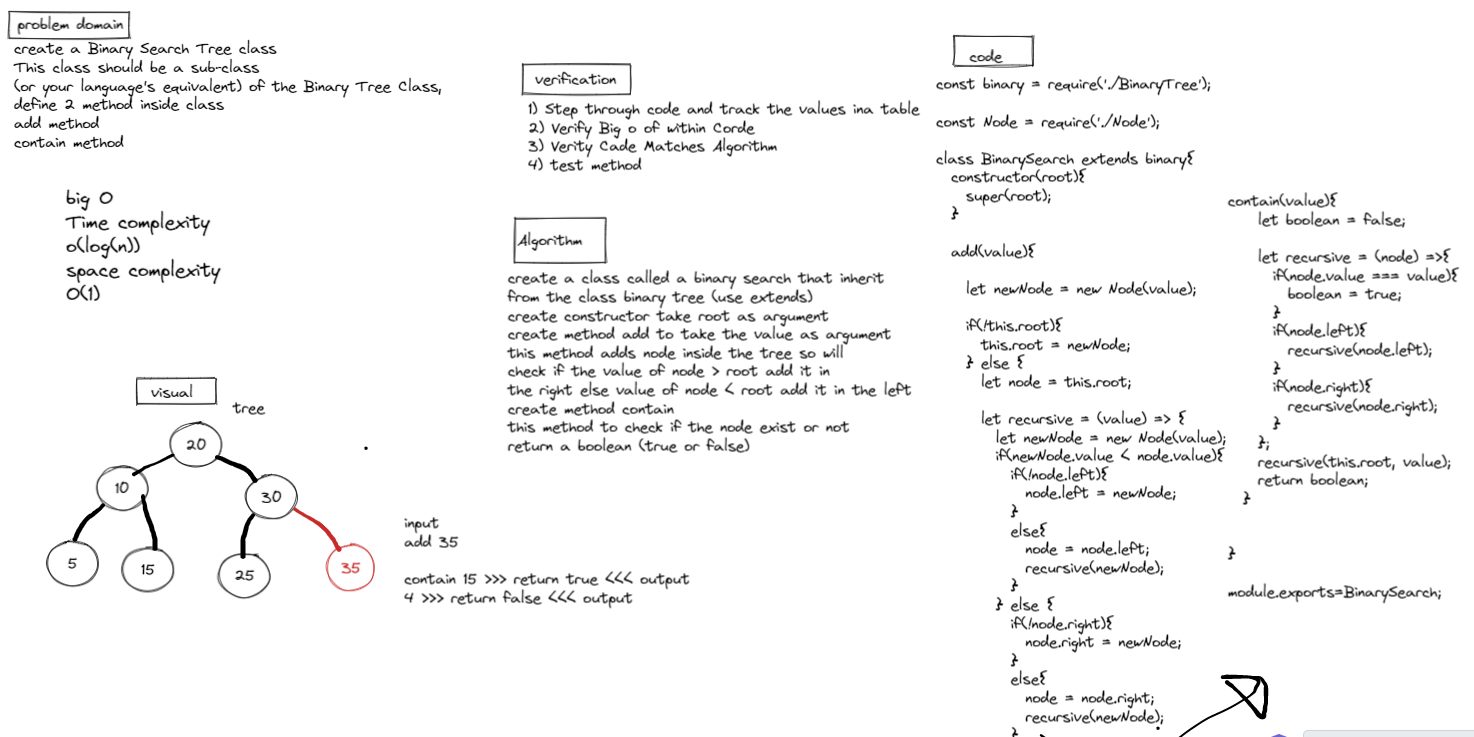 problem domain
create a Binary Search Tree class
This class should be a sub-class
(or your language's equivalent) of the Binary Tree Class,
define 2 method inside class
add method
contain method
big O
Time complexity
o(log(n))
space complexity
O(1)
visual
tree
20
10
30
5
15
25
35
input
add 35
contain 15 >>> return true <<< output
4 >>> return false <<< output
verification
1) Step through code and track the values ina table
2) Verify Big o of within Corde
3) Verity Cade Matches Algorithm
4) test method
Algorithm
create a class called a binary search that inherit
from the class binary tree (use extends)
create constructor take root as argument
create method add to take the value as argument
this method adds node inside the tree so will
check if the value of node > root add it in
the right else value of node < root add it in the left
create method contain
this method to check if the node exist or not
return a boolean (true or false)
code
const binary = require('./BinaryTree');
const Node = require('./Node');
class BinarySearch extends binary{
constructor(root){
super(root);
}
add(value){
let newNode = new Node(value);
if(!this.root){
this.root = newNode;
} else {
let node = this.root;
let recursive = (value) => {
let newNode = new Node(value);
if(newNode.value < node.value){
if(!node.left){
node.left = newNode;
}
else{
node = node.left;
recursive(newNode);
}
} else {
if(!node.right){
node.right = newNode;
}
else{
node = node.right;
recursive(newNode);
}
contain(value){
let boolean = false;
let recursive = (node) =>{
if(node.value === value){
boolean = true;
}
if(node.left){
recursive(node.left);
}
if(node.right){
recursive(node.right);
}
};
recursive(this.root, value);
return boolean;
}
}
module.exports=BinarySearch;